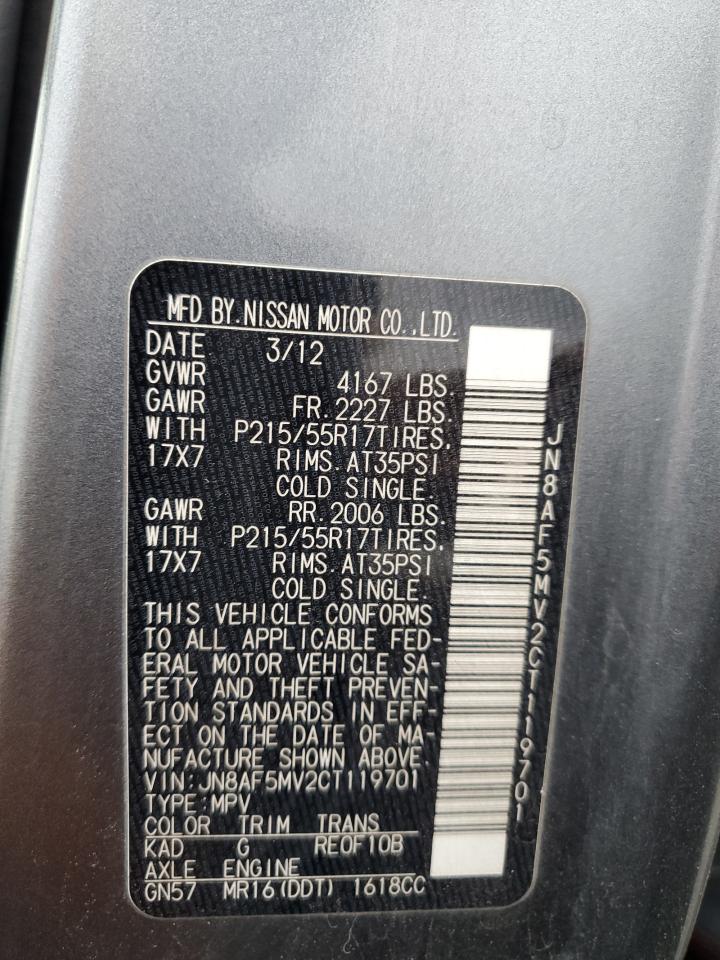 MFD BY.NISSAN MOTOR CO.,LTD.
DATE 3/12
GVWR 4167 LBS.
GAWR FR.2227 LBS.
WITH P215/55R17TIRES,
17X7 RIMS.AT35PSI
COLD SINGLE.
GAWR RR.2006 LBS.
WITH P215/55R17TIRES,
17X7 RIMS.AT35PSI
COLD SINGLE.
THIS VEHICLE CONFORMS
TO ALL APPLICABLE FED-
ERAL MOTOR VEHICLE SA-
FETY AND THEFT PREVEN-
TION STANDARDS IN EFF-
ECT ON THE DATE OF MA-
NUFACTURE SHOWN ABOVE.
VIN:JN8AF5MV2CT119701
TYPE:MPV
COLOR TRIM TRANS
KAD G RE0F10B
AXLE ENGINE
GN57 MR16(DDT) 1618CC
JN8AF5MV2CT119701